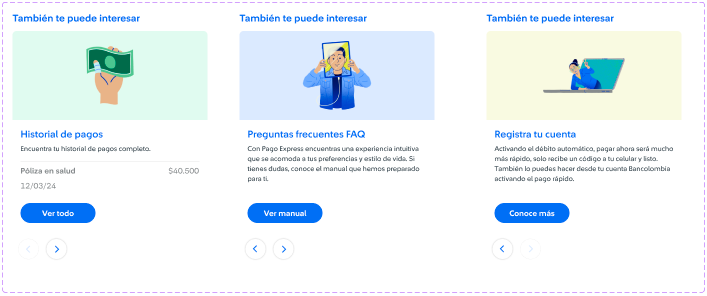 También te puede interesar
Historial de pagos
Encuentra tu historial de pagos completo.
Póliza en salud $40.500
12/03/24
Ver todo
También te puede interesar
Preguntas frecuentes FAQ
Con Pago Express encuentras una experiencia intuitiva
que se acomoda a tus preferencias y estilo de vida. Si
tienes dudas, conoce el manual que hemos preparado
para ti.
Ver manual
También te puede interesar
Registra tu cuenta
Activando el débito automático, pagar ahora será mucho
más rápido, solo recibe un código a tu celular y listo.
También lo puedes hacer desde tu cuenta Bancolombia
activando el pago rápido.
Conoce más